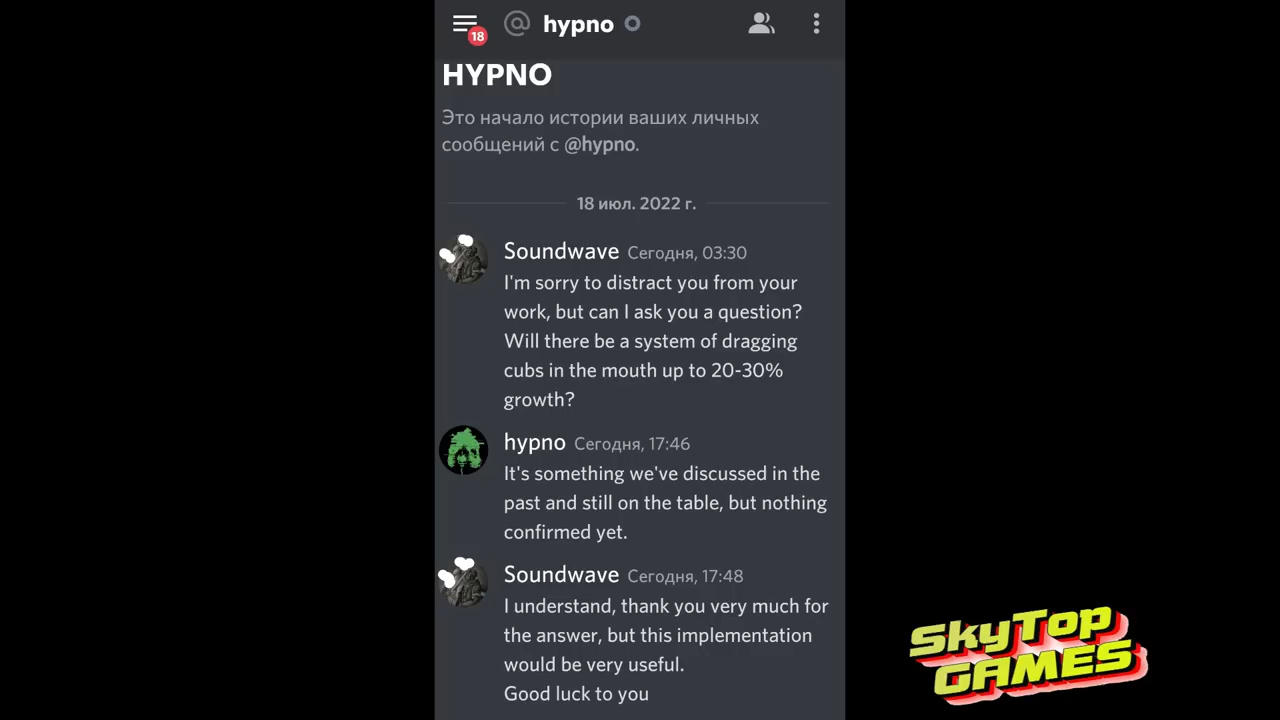 18
@ hypno
HYPNO
Это начало истории ваших личных
сообщений с @hypno.
18 июл. 2022 г.
Soundwave Сегодня, 03:30
I'm sorry to distract you from your
work, but can I ask you a question?
Will there be a system of dragging
cubs in the mouth up to 20-30%
growth?
hypno Сегодня, 17:46
It's something we've discussed in the
past and still on the table, but nothing
confirmed yet.
Soundwave Сегодня, 17:48
I understand, thank you very much for
the answer, but this implementation
would be very useful.
Good luck to you
SkyTop
GAMES